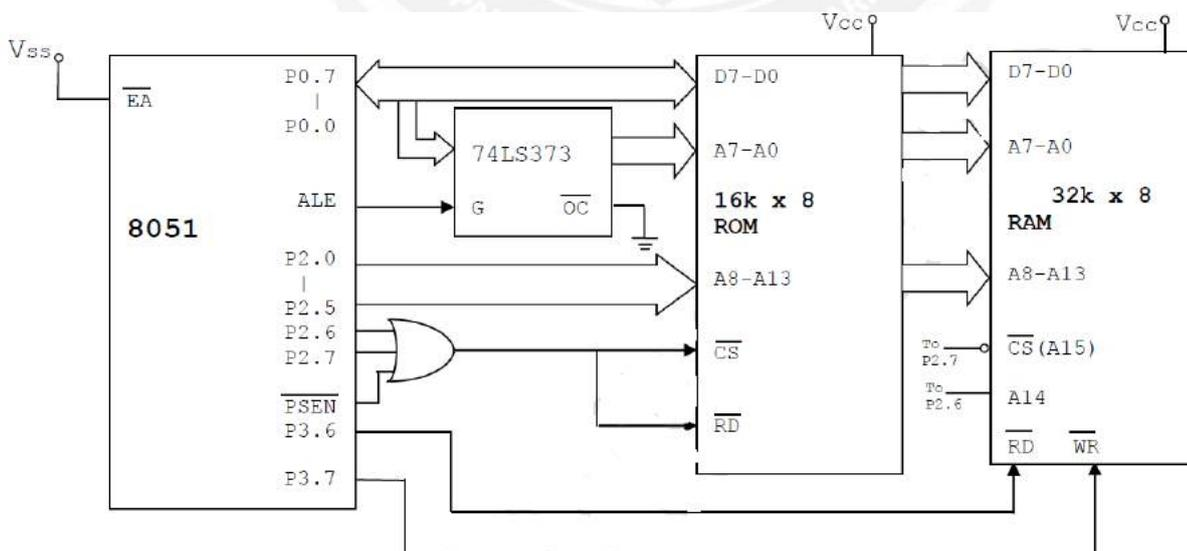 Vss
EA
P0.7
P0.0
ALE
8051
P2.0
P2.5
P2.6
P2.7
PSEN
P3.6
P3.7
74LS373
G OC
Vcc
D7-D0
A7-A0
16k x 8
ROM
A8-A13
CS
RD
Vcc
D7-D0
A7-A0
32k x 8
RAM
A8-A13
To
P2.7
CS(A15)
To
P2.6
A14
RD WR